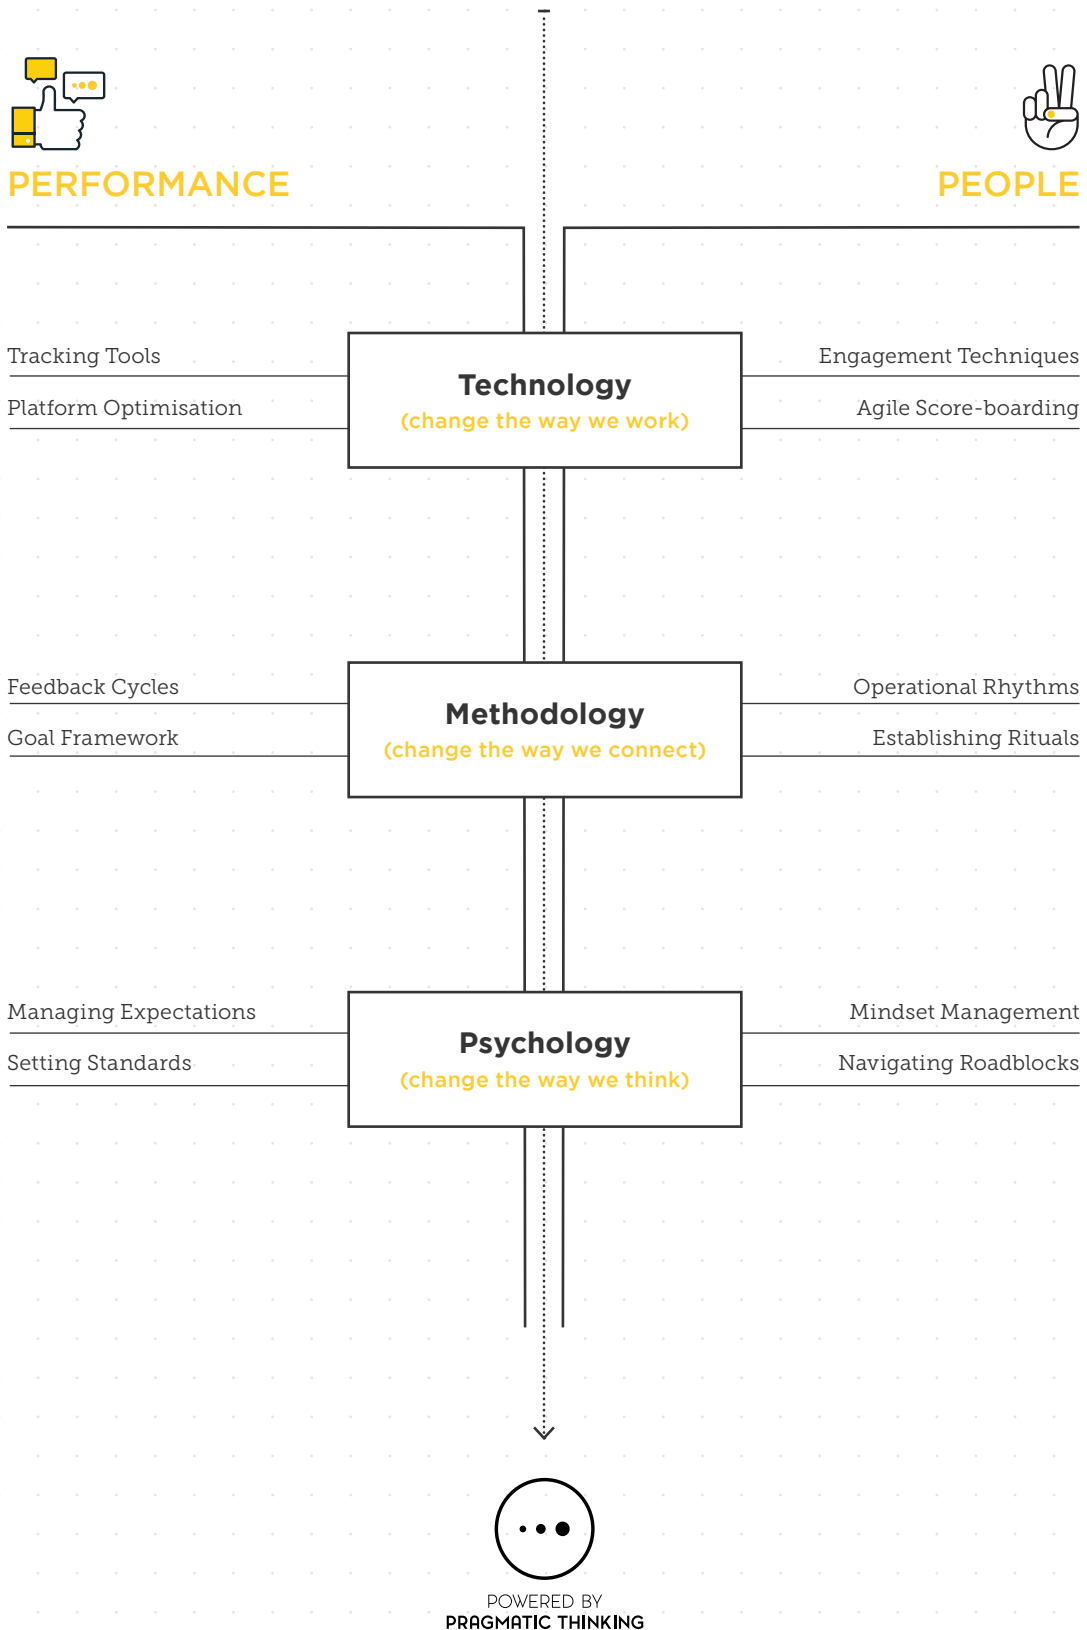 PERFORMANCE
PEOPLE
Tracking Tools
Platform Optimisation
Technology
(change the way we work)
Engagement Techniques
Agile Score-boarding
Feedback Cycles
Goal Framework
Methodology
(change the way we connect)
Operational Rhythms
Establishing Rituals
Managing Expectations
Setting Standards
Psychology
(change the way we think)
Mindset Management
Navigating Roadblocks
POWERED BY
PRAGMATIC THINKING